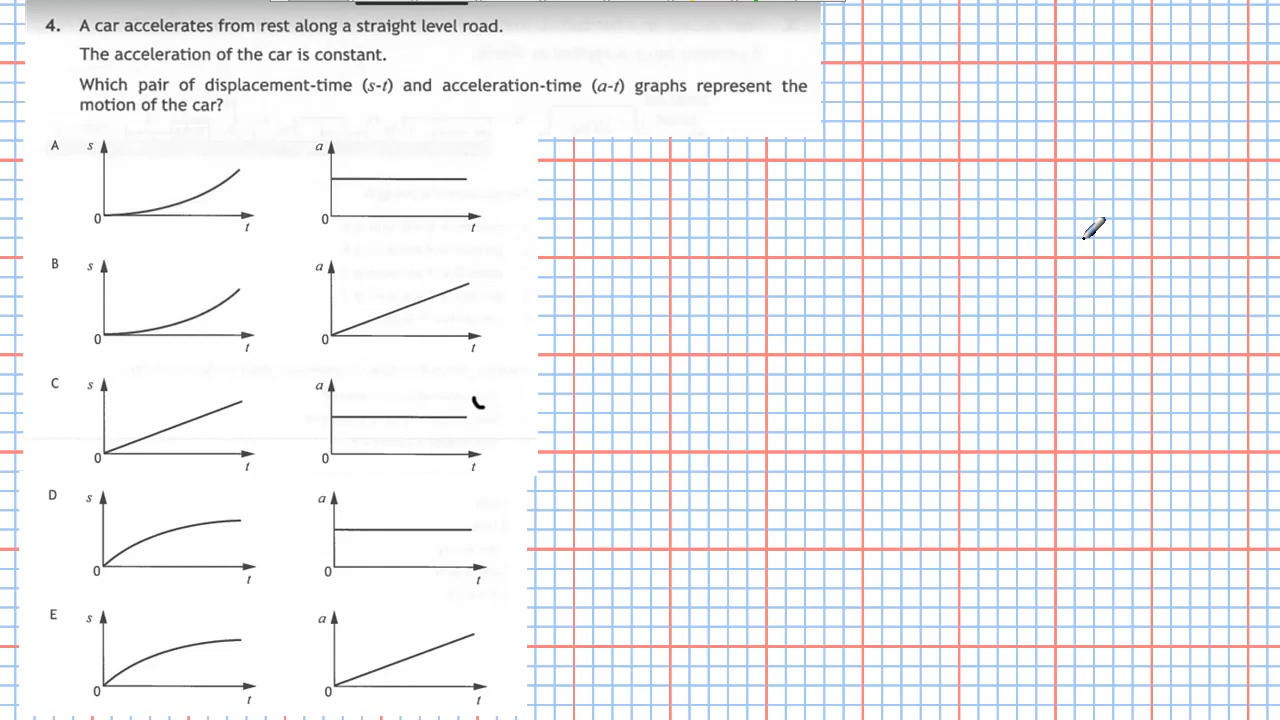 4. A car accelerates from rest along a straight level road.
The acceleration of the car is constant.
Which pair of displacement-time (s-t) and acceleration-time (a-t) graphs represent the
motion of the car?
A s 0 t a 0 t
B s 0 t a 0 t
C s 0 t a 0 t
D s 0 t a 0 t
E s 0 t a 0 t